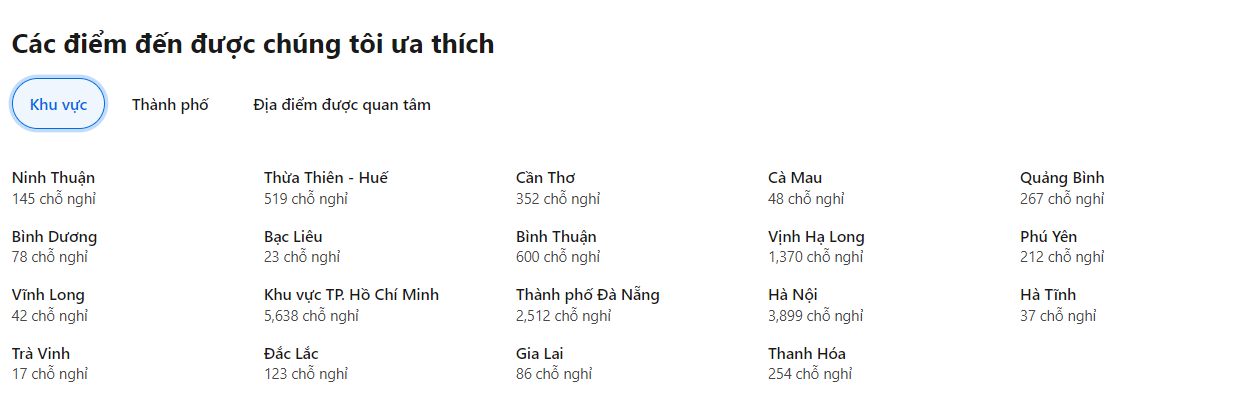 Các điểm đến được chúng tôi ưa thích
Khu vực Thành phố Địa điểm được quan tâm
Ninh Thuận Thừa Thiên - Huế Cần Thơ Cà Mau Quảng Bình
145 chỗ nghỉ 519 chỗ nghỉ 352 chỗ nghỉ 48 chỗ nghỉ 267 chỗ nghỉ
Bình Dương Bạc Liêu Bình Thuận Vịnh Hạ Long Phú Yên
78 chỗ nghỉ 23 chỗ nghỉ 600 chỗ nghỉ 1,370 chỗ nghỉ 212 chỗ nghỉ
Vĩnh Long Khu vực TP. Hồ Chí Minh Thành phố Đà Nẵng Hà Nội Hà Tĩnh
42 chỗ nghỉ 5,638 chỗ nghỉ 2,512 chỗ nghỉ 3,899 chỗ nghỉ 37 chỗ nghỉ
Trà Vinh Đắc Lắc Gia Lai Thanh Hóa
17 chỗ nghỉ 123 chỗ nghỉ 86 chỗ nghỉ 254 chỗ nghỉ